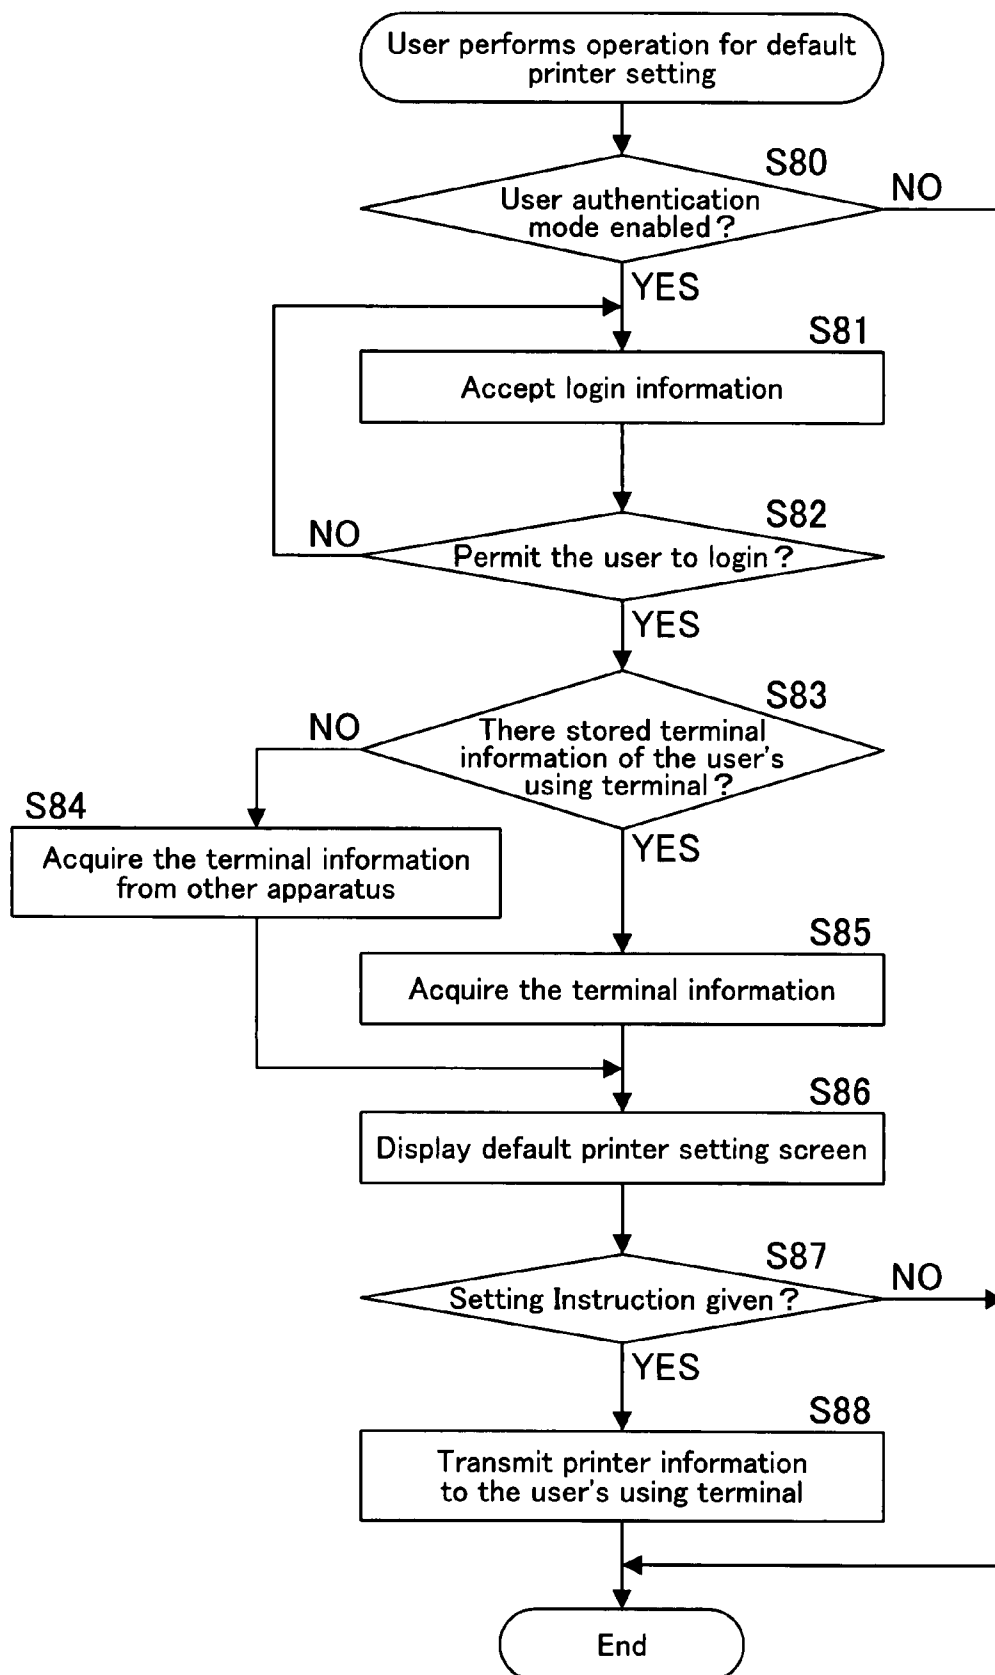 User performs operation for default
printer setting
S80
NO
User authentication
mode enabled?
YES
S81
Accept login information
S82
NO
Permit the user to login?
YES
S83
NO
There stored terminal
information of the user's
using terminal?
YES
S84
Acquire the terminal information
from other apparatus
S85
Acquire the terminal information
S86
Display default printer setting screen
S87
NO
Setting Instruction given?
YES
S88
Transmit printer information
to the user's using terminal
End